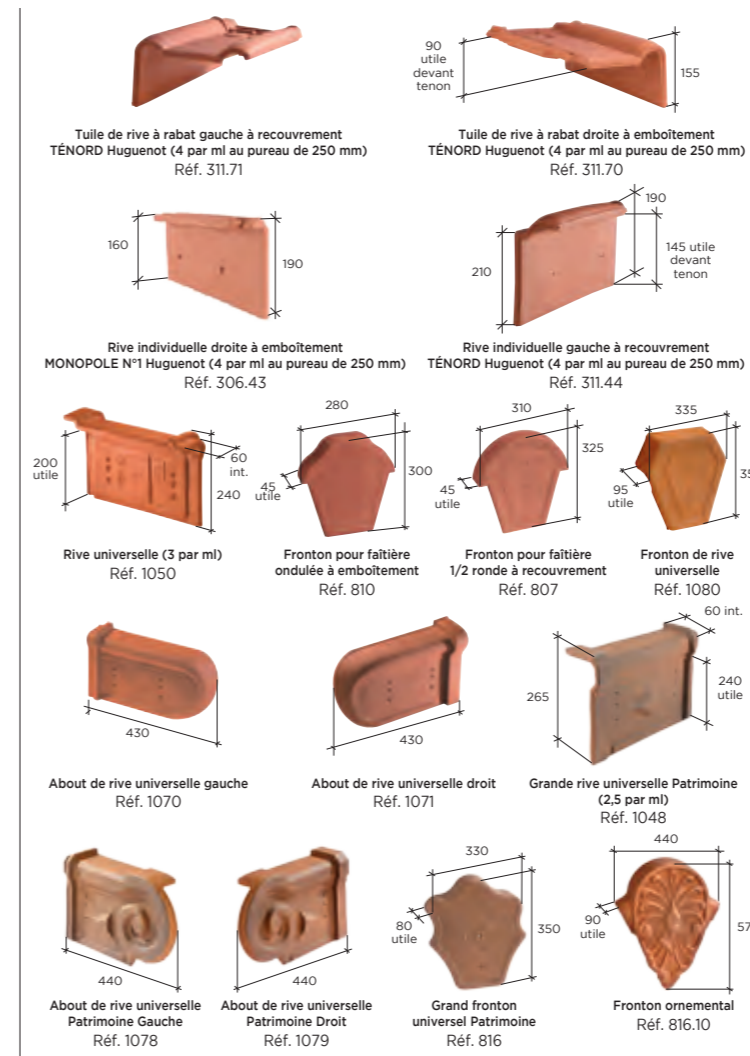 90
utile
devant
tenon
155
Tuile de rive à rabat gauche à recouvrement
TÉNORD Huguenot (4 par ml au pureau de 250 mm)
Réf. 311.71
Tuile de rive à rabat droite à emboîtement
TÉNORD Huguenot (4 par ml au pureau de 250 mm)
Réf. 311.70
160
190
210
190
145 utile
devant
tenon
Rive individuelle droite à emboîtement
MONOPOLE N°1 Huguenot (4 par ml au pureau de 250 mm)
Réf. 306.43
Rive individuelle gauche à recouvrement
TÉNORD Huguenot (4 par ml au pureau de 250 mm)
Réf. 311.44
200
utile
60
int.
240
280
45
utile
300
310
45
utile
325
335
95
utile
Rive universelle (3 par ml)
Réf. 1050
Fronton pour faîtière
ondulée à emboîtement
Réf. 810
Fronton pour faîtière
1/2 ronde à recouvrement
Réf. 807
Fronton de rive
universelle
Réf. 1080
430
430
60 int.
265
240
utile
About de rive universelle gauche
Réf. 1070
About de rive universelle droit
Réf. 1071
Grande rive universelle Patrimoine
(2,5 par ml)
Réf. 1048
440
440
330
80
utile
350
440
90
utile
About de rive universelle
Patrimoine Gauche
Réf. 1078
About de rive universelle
Patrimoine Droit
Réf. 1079
Grand fronton
universel Patrimoine
Réf. 816
Fronton ornemental
Réf. 816.10